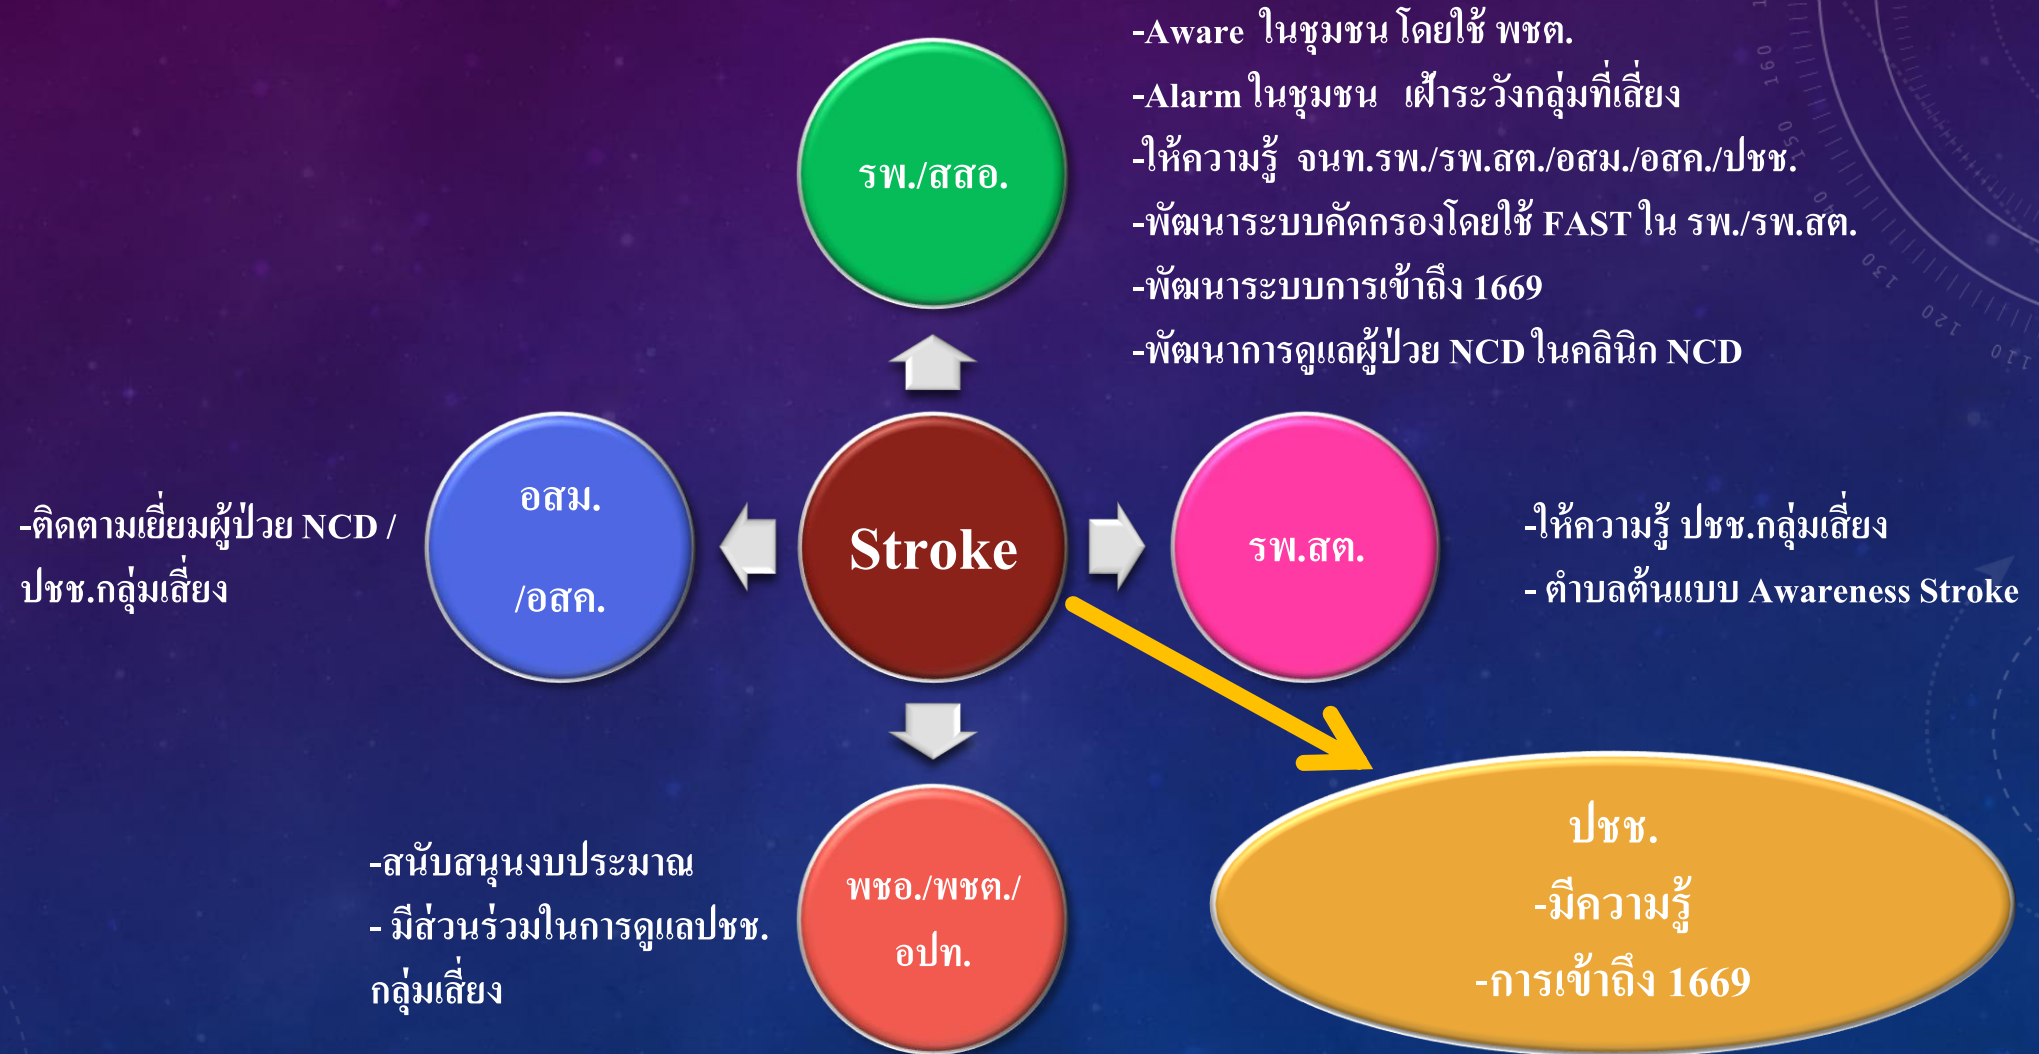 -Aware ในชุมชน โดยใช้ พชต.
-Alarm ในชุมชน เฝ้าระวังกลุ่มที่เสี่ยง
-ให้ความรู้ จนท.รพ./รพ.สต./อสม./อสค./ปชช.
-พัฒนาระบบคัดกรองโดยใช้ FAST ใน รพ./รพ.สต.
-พัฒนาระบบการเข้าถึง 1669
-พัฒนาการดูแลผู้ป่วย NCD ในคลินิก NCD
รพ./สสอ.
-ติดตามเยี่ยมผู้ป่วย NCD /
ปชช.กลุ่มเสี่ยง
อสม.
/อสค.
Stroke
รพ.สต.
-ให้ความรู้ ปชช.กลุ่มเสี่ยง
- ตำบลต้นแบบ Awareness Stroke
-สนับสนุนงบประมาณ
- มีส่วนร่วมในการดูแลปชช.
กลุ่มเสี่ยง
พชอ./พชต./
อปท.
ปชช.
-มีความรู้
-การเข้าถึง 1669
160
150
140
130
120
110